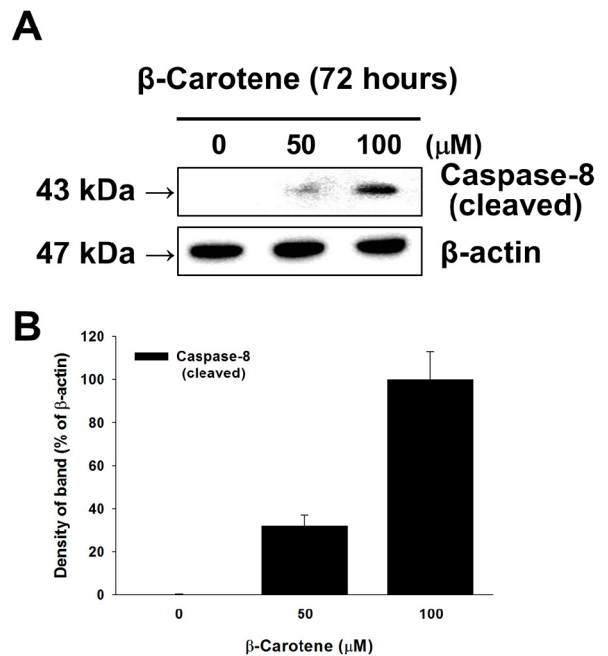 A
β-Carotene (72 hours)
0 50 100 (μM)
43 kDa → Caspase-8 (cleaved)
47 kDa → β-actin
B
Density of band (% of β-actin)
120
100
80
60
40
20
0
Caspase-8
(cleaved)
0 50 100
β-Carotene (μM)